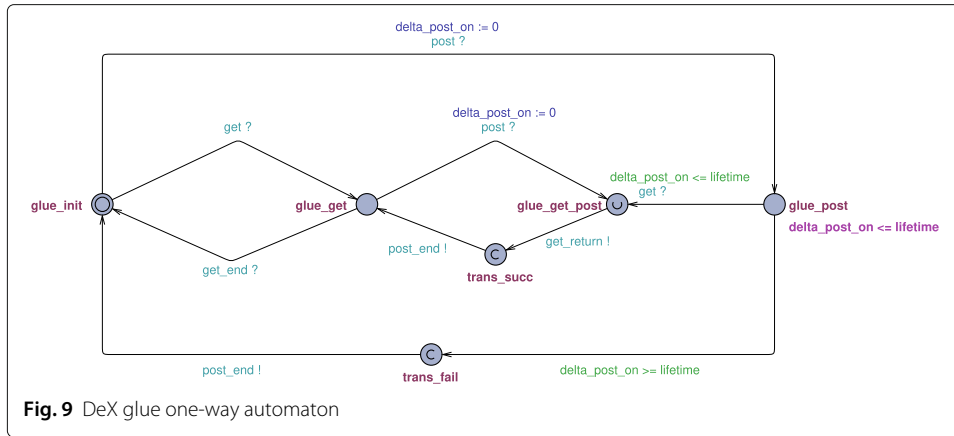 delta_post_on := 0
post ?
delta_post_on := 0
get ?
post ?
delta_post_on <= lifetime
get ?
glue_init
glue_get
glue_get_post
glue_post
delta_post_on <= lifetime
post_end !
get_return !
get_end ?
trans_succ
C
C
post_end !
delta_post_on >= lifetime
trans_fail
Fig. 9 DeX glue one-way automaton